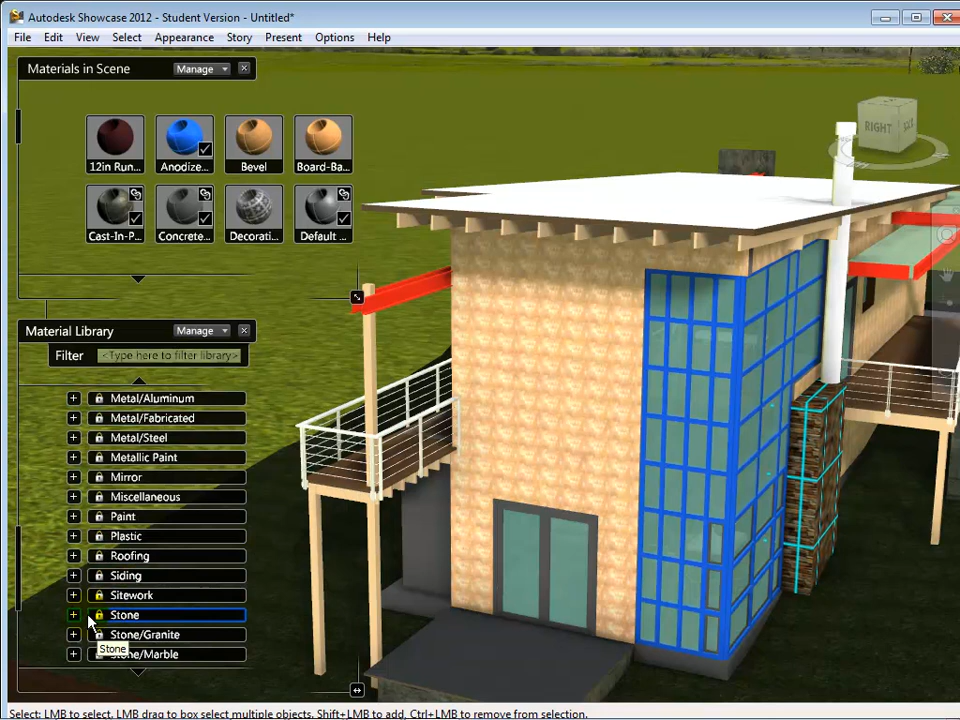 Autodesk Showcase 2012 - Student Version - Untitled*
File Edit View Select Appearance Story Present Options Help
Materials in Scene Manage
RIGHT
12in Run... Anodize... Bevel Board-Ba...
Cast-In-P... Concrete... Decorati... Default ...
Material Library Manage
Filter <Type here to filter library>
+ Metal/Aluminum
+ Metal/Fabricated
+ Metal/Steel
+ Metallic Paint
+ Mirror
+ Miscellaneous
+ Paint
+ Plastic
+ Roofing
+ Siding
+ Sitework
+ Stone
+ Stone/Granite
Stone
+ Stone/Marble
Select: LMB to select. LMB drag to box select multiple objects. Shift+LMB to add, Ctrl+LMB to remove from selection.